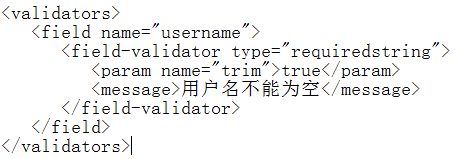 <validators>
<field name="username">
<field-validator type="requiredstring">
<param name="trim">true</param>
<message>用户名不能为空</message>
</field-validator>
</field>
</validators>